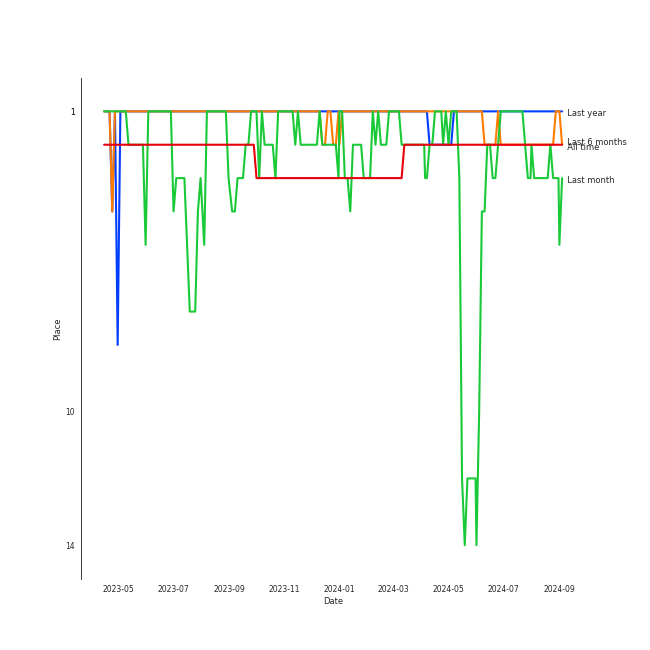 1
Last year
Last 6 months
All time
Last month
Place
10
14
2023-05 2023-07 2023-09 2023-11 2024-01 2024-03 2024-05 2024-07 2024-09
Date